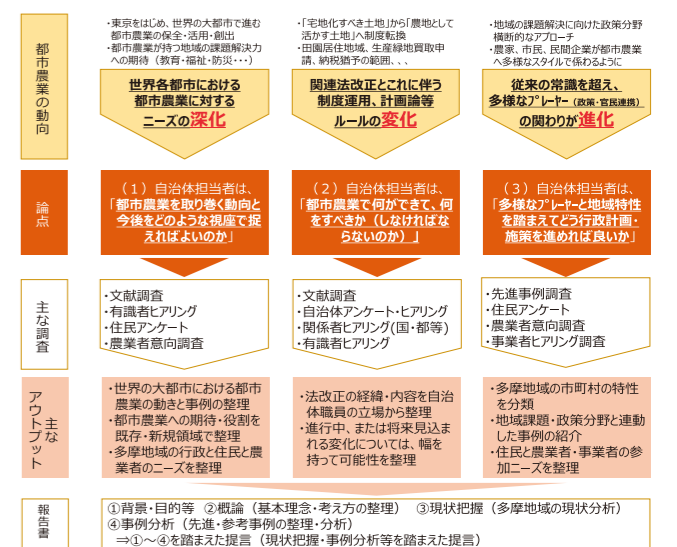 都市農業の動向
・東京をはじめ、世界の大都市で進む
都市農業の保全・活用・創出
・都市農業が持つ地域の課題解決力
への期待（教育・福祉・防災・・・）
世界各都市における
都市農業に対する
ニーズの深化
・「宅地化すべき土地」から「農地として
活かす土地」へ制度転換
・田園居住地域、生産緑地買取申
請、納税猶予の範囲、、、
関連法改正とこれに伴う
制度運用、計画論等
ルールの変化
・地域の課題解決に向けた政策分野
横断的なアプローチ
・農家、市民、民間企業が都市農業
へ多様なスタイルで係わるように
従来の常識を超え、
多様なプレーヤー（政策・官民連携）
の関わりが進化
論点
（１）自治体担当者は、
「都市農業を取り巻く動向と
今後をどのような視座で捉
えればよいのか」
（２）自治体担当者は、
「都市農業で何ができて、何
をすべきか（しなければな
らないのか）」
（３）自治体担当者は、
「多様なプレーヤーと地域特性
を踏まえてどう行政計画・
施策を進めれば良いか」
主な調査
・文献調査
・有識者ヒアリング
・住民アンケート
・農業者意向調査
・文献調査
・自治体アンケート・ヒアリング
・関係者ヒアリング(国・都等)
・有識者ヒアリング
・先進事例調査
・住民アンケート
・農業者意向調査
・事業者ヒアリング調査
主な
アウトプット
・世界の大都市における都市
農業の動きと事例の整理
・都市農業への期待・役割を
既存・新規領域で整理
・多摩地域の行政と住民と農
業者のニーズを整理
・法改正の経緯・内容を自治
体職員の立場から整理
・進行中、または将来見込ま
れる変化については、幅を
持って可能性を整理
・多摩地域の市町村の特性
を分類
・地域課題・政策分野と連動
した事例の紹介
・住民と農業者・事業者の参
加ニーズを整理
報告書
①背景・目的等 ②概論（基本理念・考え方の整理） ③現状把握（多摩地域の現状分析）
④事例分析（先進・参考事例の整理・分析）
⇒①～④を踏まえた提言（現状把握・事例分析等を踏まえた提言）